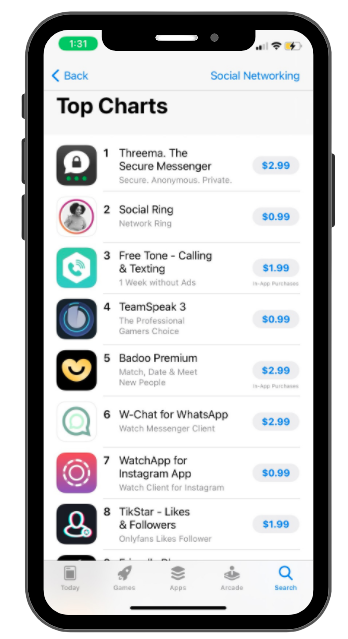 1:31
Back
Social Networking
Top Charts
1 Threema. The $2.99
Secure Messenger
Secure. Anonymous. Private.
2 Social Ring $0.99
Network Ring
3 Free Tone - Calling $1.99
& Texting
1 Week without Ads
In-App Purchases
4 TeamSpeak 3 $0.99
The Professional
Gamers Choice
5 Badoo Premium $2.99
Match, Date & Meet
New People
In-App Purchases
6 W-Chat for WhatsApp $2.99
Watch Messenger Client
7 WatchApp for $0.99
Instagram App
Watch Client for Instagram
8 TikStar - Likes $1.99
& Followers
Onlyfans Likes Follower
Today Games Apps Arcade Search